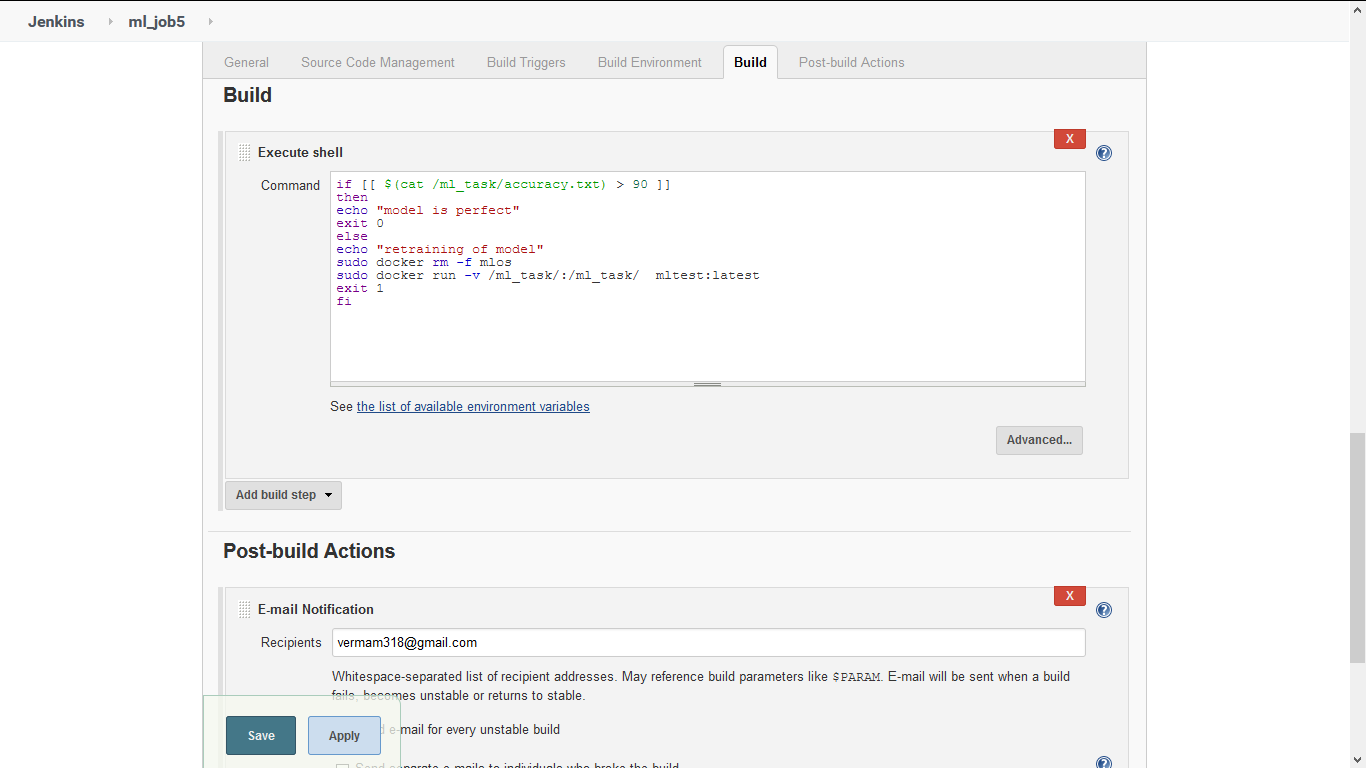 Jenkins ml_job5
General Source Code Management Build Triggers Build Environment Build Post-build Actions
Build
X
Execute shell
?
Command
if [[ $(cat /ml_task/accuracy.txt) > 90 ]]
then
echo "model is perfect"
exit 0
else
echo "retraining of model"
sudo docker rm -f mlos
sudo docker run -v /ml_task/:/ml_task/  mltest:latest
exit 1
fi
See the list of available environment variables
Advanced...
Add build step
Post-build Actions
X
E-mail Notification
?
Recipients vermam318@gmail.com
Whitespace-separated list of recipient addresses. May reference build parameters like $PARAM. E-mail will be sent when a build
fails, becomes unstable or returns to stable.
e-mail for every unstable build
Save Apply
Send separate e-mails to individuals who broke the build
?